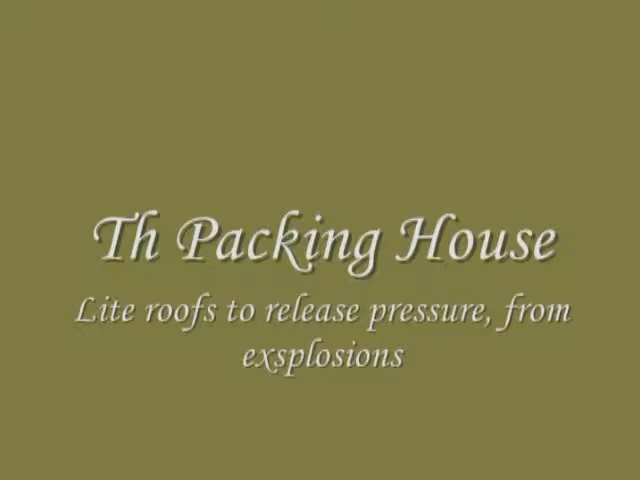 Th Packing House
Lite roofs to release pressure, from
exsplosions